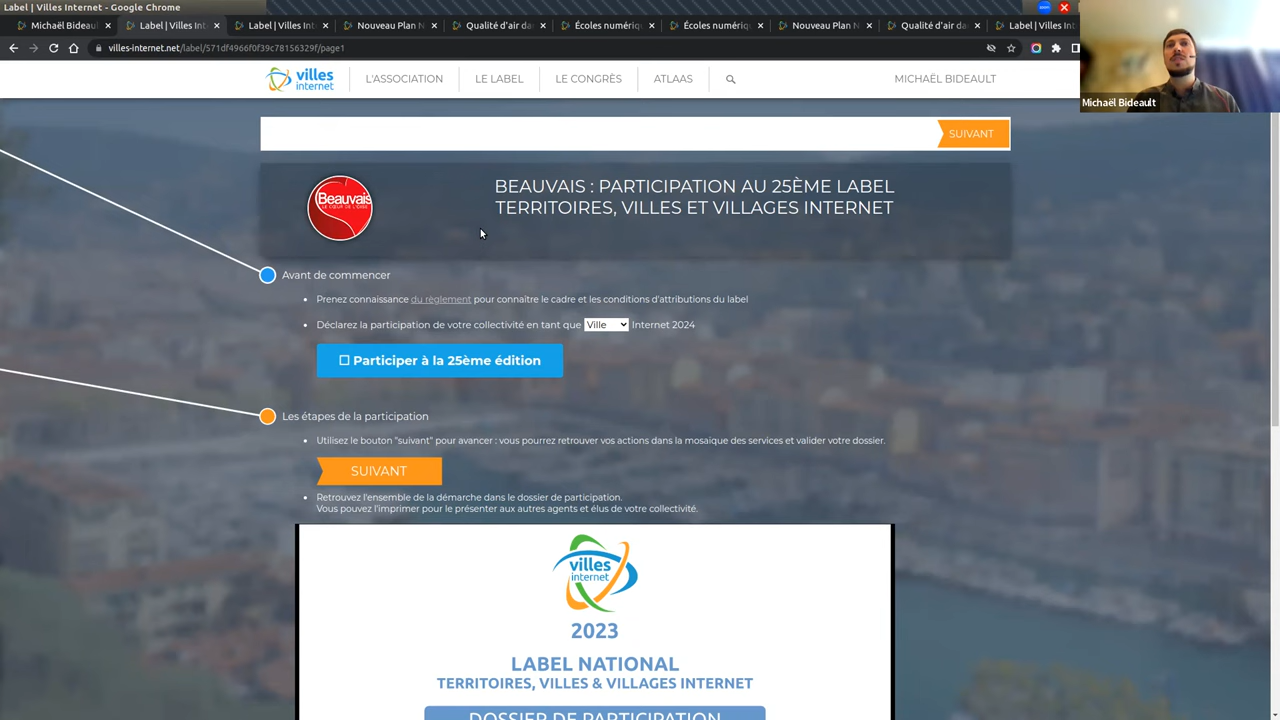 Label | Villes Internet - Google Chrome
Michaël Bideau
Label | Villes Int
Label | Villes Int
Nouveau Plan N
Qualité d'air da
Écoles numériq
Écoles numériq
Nouveau Plan N
Qualité d'air da
Label | Villes Int
villes-internet.net/label/571df4966f0f39c78156329f/page1
villes
internet
L'ASSOCIATION
LE LABEL
LE CONGRÈS
ATLAAS
MICHAËL BIDEAULT
Michaël Bideault
SUIVANT
Beauvais
LE CŒUR DE L'OISE
BEAUVAIS : PARTICIPATION AU 25ÈME LABEL
TERRITOIRES, VILLES ET VILLAGES INTERNET
Avant de commencer
Prenez connaissance du règlement pour connaître le cadre et les conditions d'attributions du label
Déclarez la participation de votre collectivité en tant que Ville Internet 2024
Participer à la 25ème édition
Les étapes de la participation
Utilisez le bouton "suivant" pour avancer : vous pourrez retrouver vos actions dans la mosaïque des services et valider votre dossier.
SUIVANT
Retrouvez l'ensemble de la démarche dans le dossier de participation.
Vous pouvez l'imprimer pour le présenter aux autres agents et élus de votre collectivité.
villes
internet
2023
LABEL NATIONAL
TERRITOIRES, VILLES & VILLAGES INTERNET
DOSSIER DE PARTICIPATION